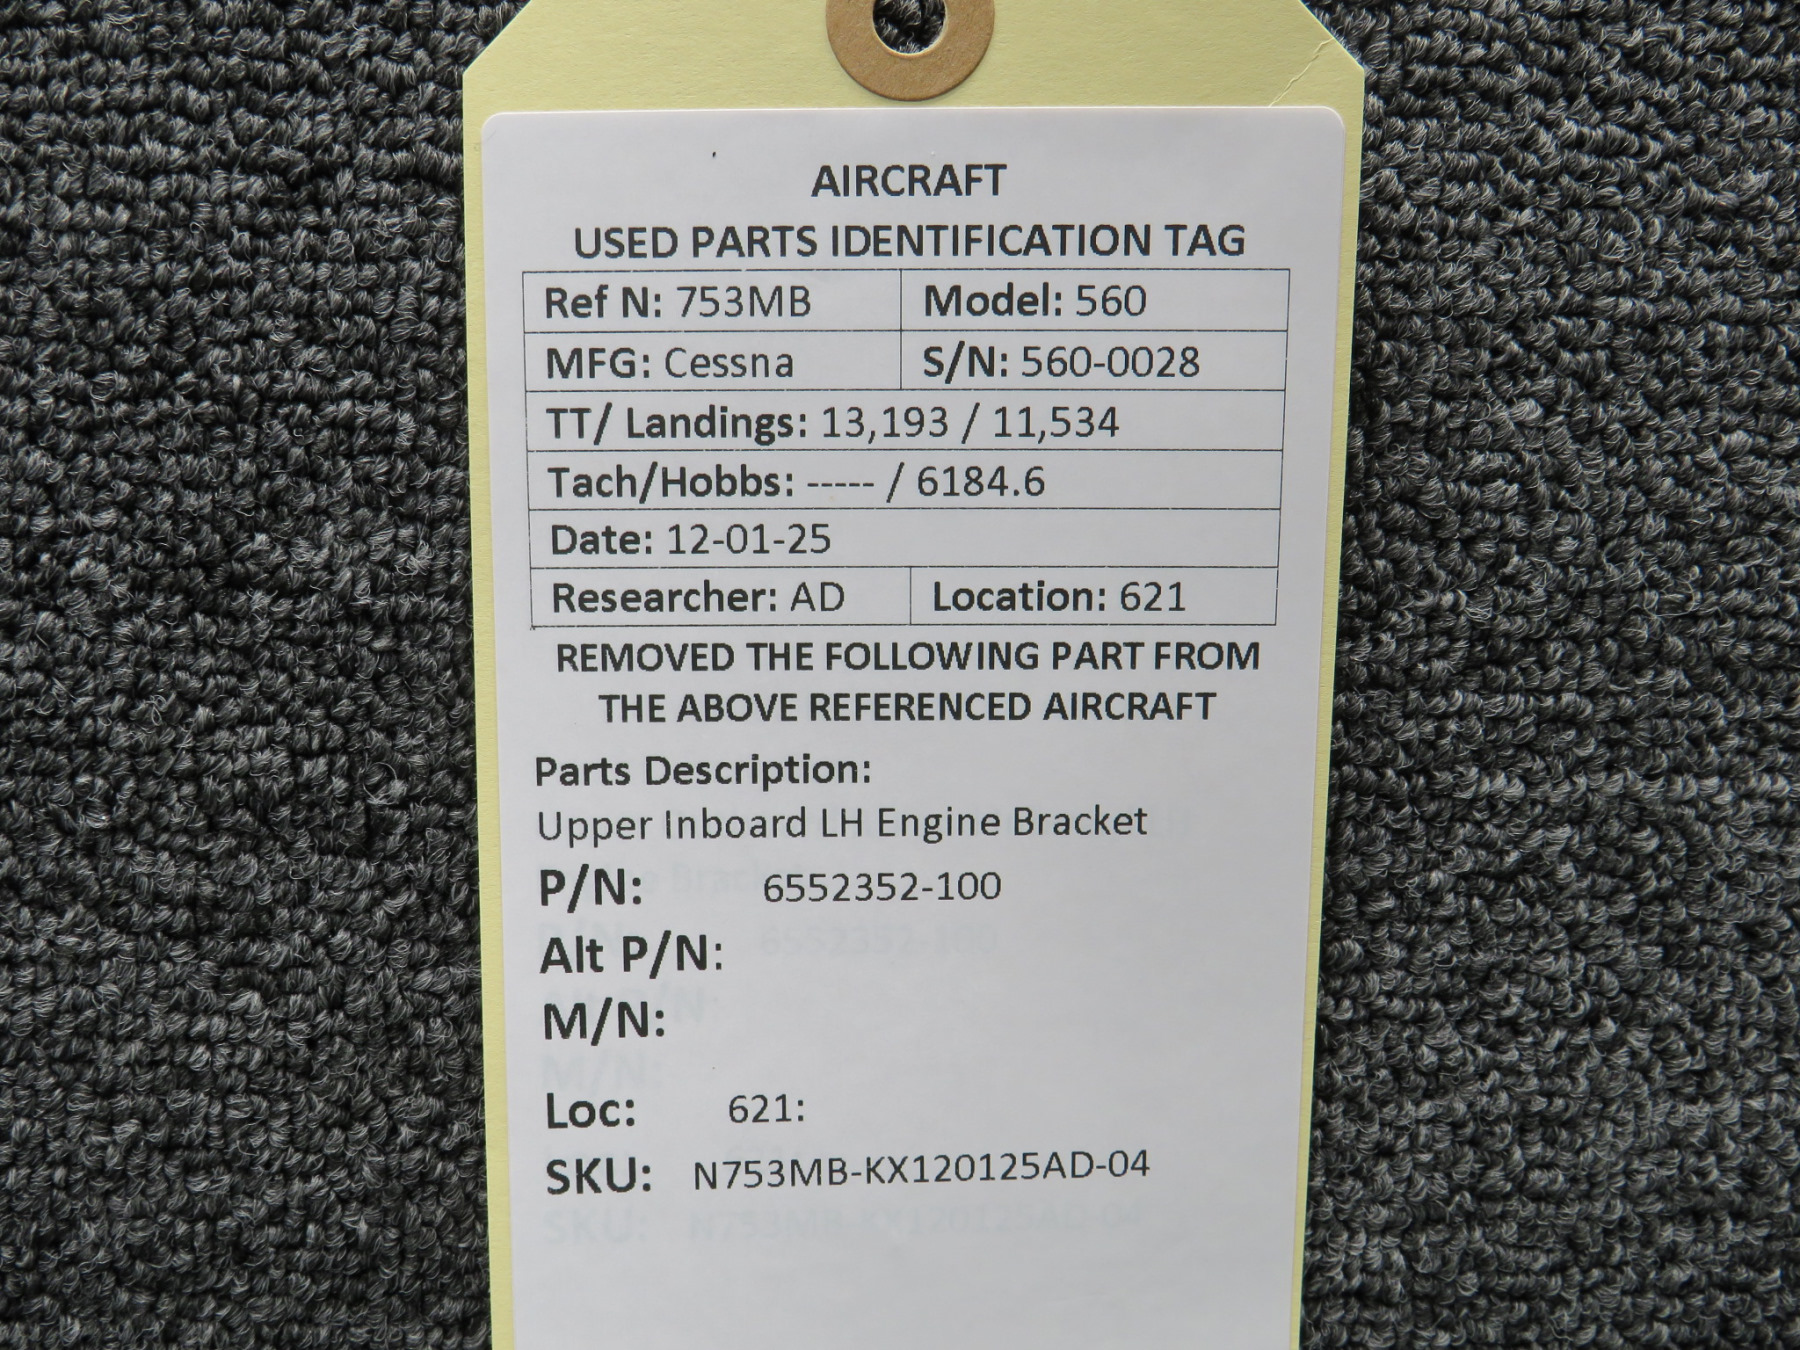 AIRCRAFT
USED PARTS IDENTIFICATION TAG
Ref N: 753MB Model: 560
MFG: Cessna S/N: 560-0028
TT/ Landings: 13,193 / 11,534
Tach/Hobbs: ----- / 6184.6
Date: 12-01-25
Researcher: AD Location: 621
REMOVED THE FOLLOWING PART FROM
THE ABOVE REFERENCED AIRCRAFT
Parts Description:
Upper Inboard LH Engine Bracket
P/N: 6552352-100
Alt P/N:
M/N:
Loc: 621:
SKU: N753MB-KX120125AD-04